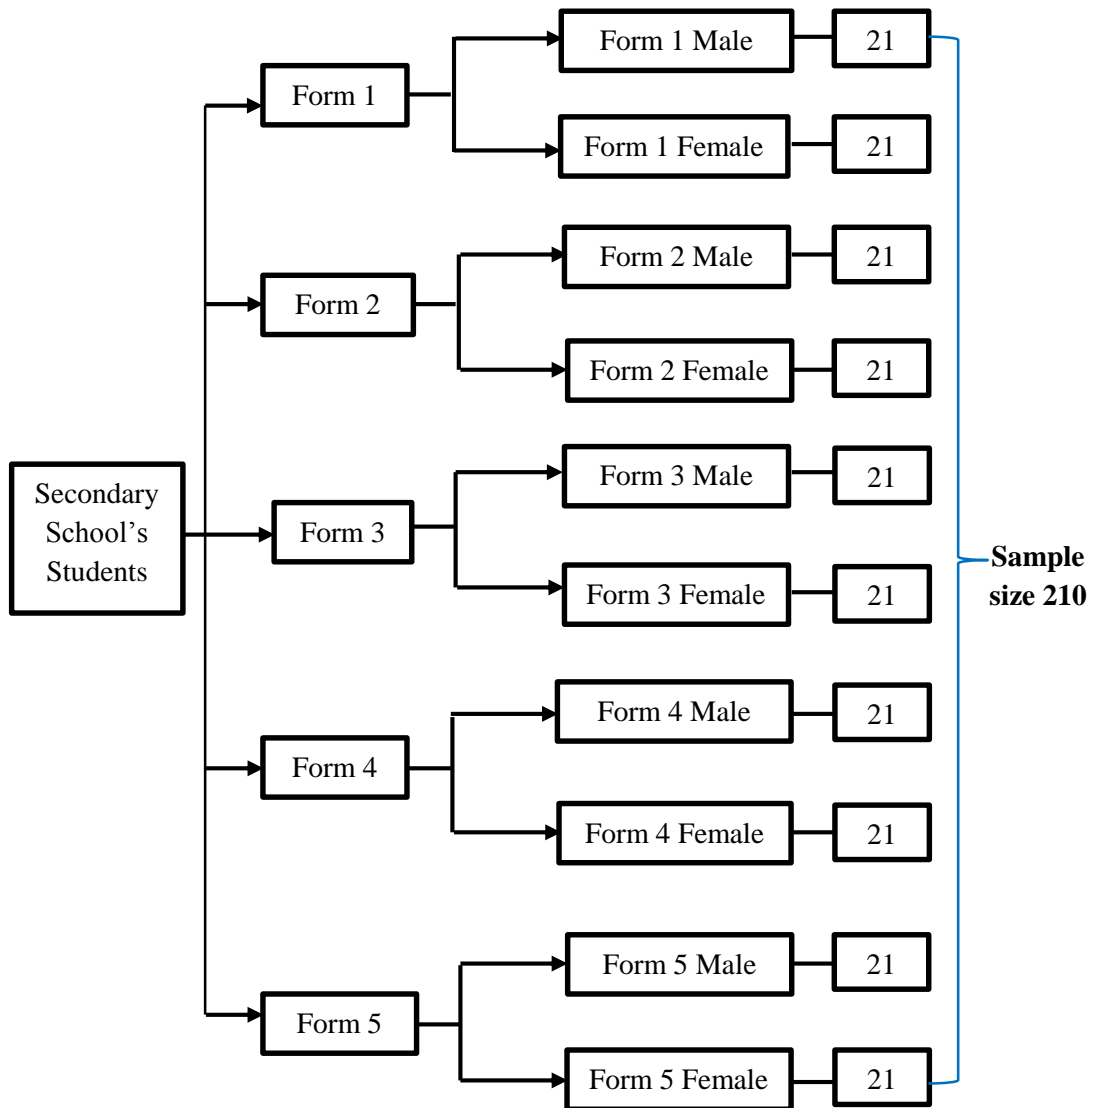 Form 1 Male
21
Form 1
Form 1 Female
21
Form 2 Male
21
Form 2
Form 2 Female
21
Secondary
School’s
Students
Form 3 Male
21
Form 3
Form 3 Female
21
Sample
size 210
Form 4 Male
21
Form 4
Form 4 Female
21
Form 5 Male
21
Form 5
Form 5 Female
21